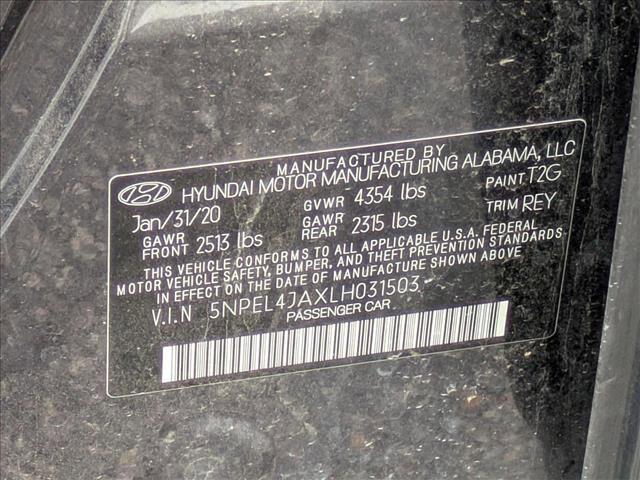 MANUFACTURED BY
HYUNDAI MOTOR MANUFACTURING ALABAMA, LLC
Jan/31/20 GVWR 4354 lbs PAINT T2G
GAWR FRONT 2513 lbs GAWR REAR 2315 lbs TRIM REY
THIS VEHICLE CONFORMS TO ALL APPLICABLE U.S.A. FEDERAL
MOTOR VEHICLE SAFETY, BUMPER, AND THEFT PREVENTION STANDARDS
IN EFFECT ON THE DATE OF MANUFACTURE SHOWN ABOVE
V.I.N 5NPEL4JAXLH031503
PASSENGER CAR